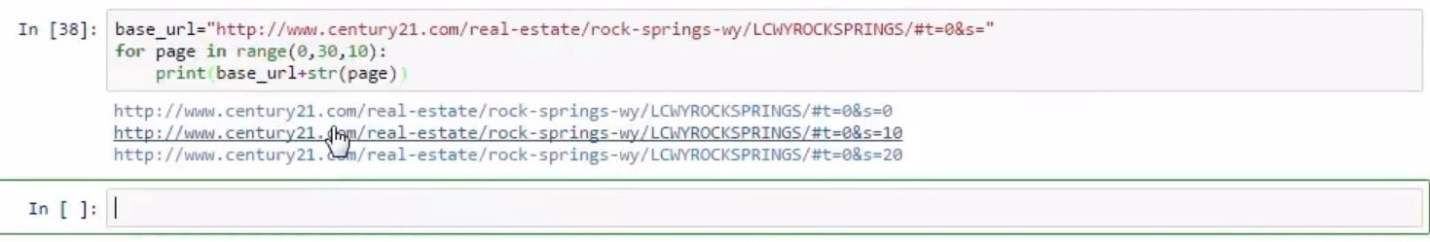 In [38]: base_url="http://www.century21.com/real-estate/rock-springs-wy/LCWYROCKSPRINGS/#t=0&s="
for page in range(0,30,10):
    print(base_url+str(page))
http://www.century21.com/real-estate/rock-springs-wy/LCWYROCKSPRINGS/#t=0&s=0
http://www.century21.com/real-estate/rock-springs-wy/LCWYROCKSPRINGS/#t=0&s=10
http://www.century21.com/real-estate/rock-springs-wy/LCWYROCKSPRINGS/#t=0&s=20
In [ ]: